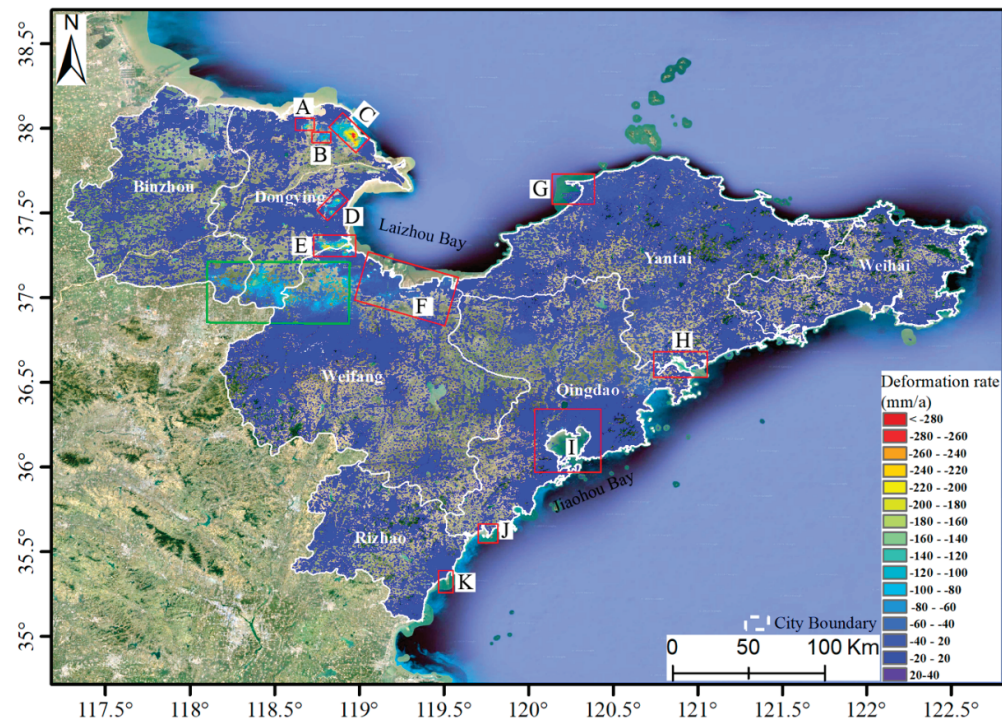 N
38.5°
38°
37.5°
37°
36.5°
36°
35.5°
35°
A
B
C
D
E
F
G
H
I
J
K
Binzhou
Dongying
Laizhou Bay
Yantai
Weihai
Weifang
Qingdao
Jiaohou Bay
Rizhao
Deformation rate
(mm/a)
< -280
-280 - -260
-260 - -240
-240 - -220
-220 - -200
-200 - -180
-180 - -160
-160 - -140
-140 - -120
-120 - -100
-100 - -80
-80 - -60
-60 - -40
-40 - 20
-20 - 20
20-40
City Boundary
0 50 100 Km
117.5° 118° 118.5° 119° 119.5° 120° 120.5° 121° 121.5° 122° 122.5°